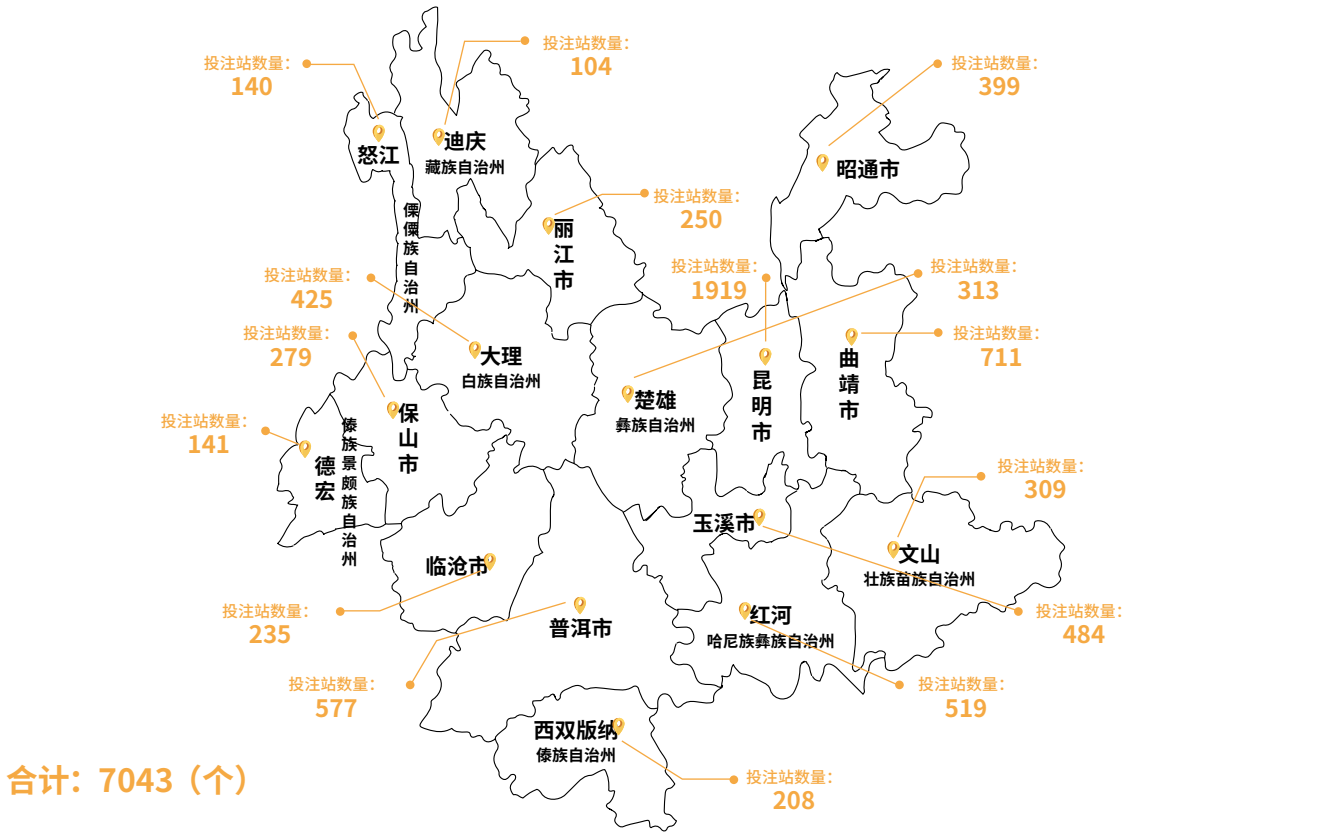 投注站数量：
104
投注站数量：
140
投注站数量：
399
迪庆
藏族自治州
怒江
傈僳族自治州
昭通市
投注站数量：
250
丽江市
投注站数量：
425
投注站数量：
1919
投注站数量：
313
投注站数量：
279
投注站数量：
711
大理
白族自治州
曲靖市
昆明市
楚雄
彝族自治州
保山市
投注站数量：
141
德宏
傣族景颇族自治州
投注站数量：
309
玉溪市
文山
壮族苗族自治州
临沧市
投注站数量：
235
普洱市
红河
哈尼族彝族自治州
投注站数量：
484
投注站数量：
577
投注站数量：
519
西双版纳
傣族自治州
投注站数量：
208
合计：7043（个）